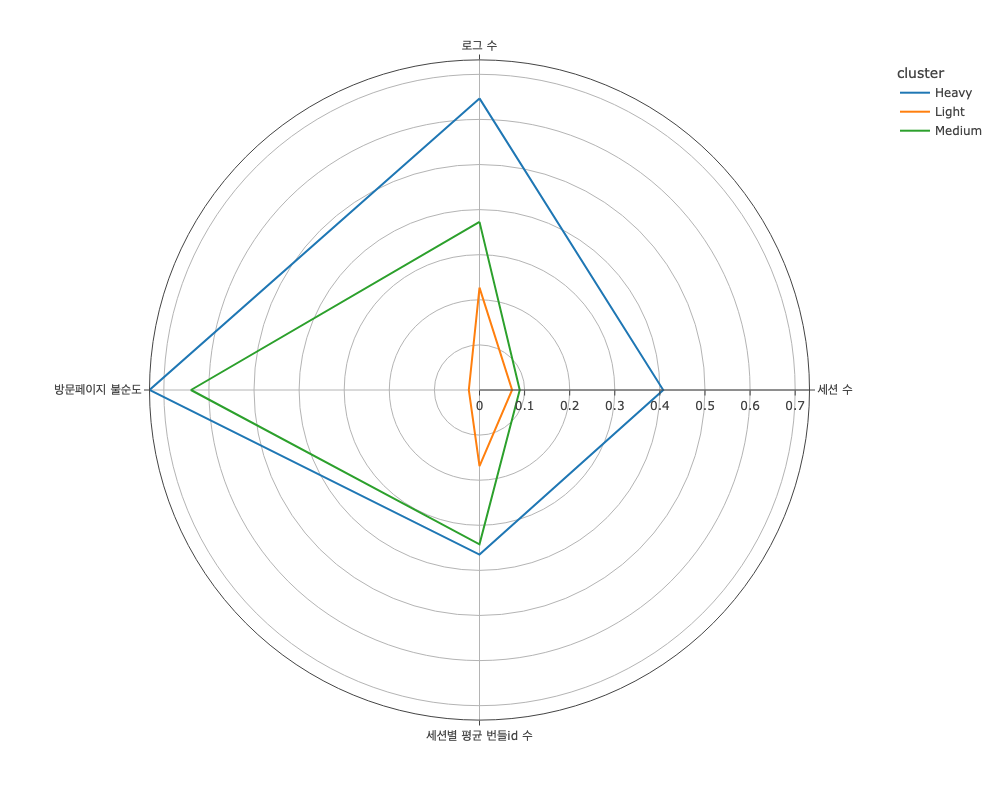 로그 수
cluster
Heavy
Light
Medium
방문페이지 불순도
세션 수
0
0.1
0.2
0.3
0.4
0.5
0.6
0.7
세션별 평균 번들id 수